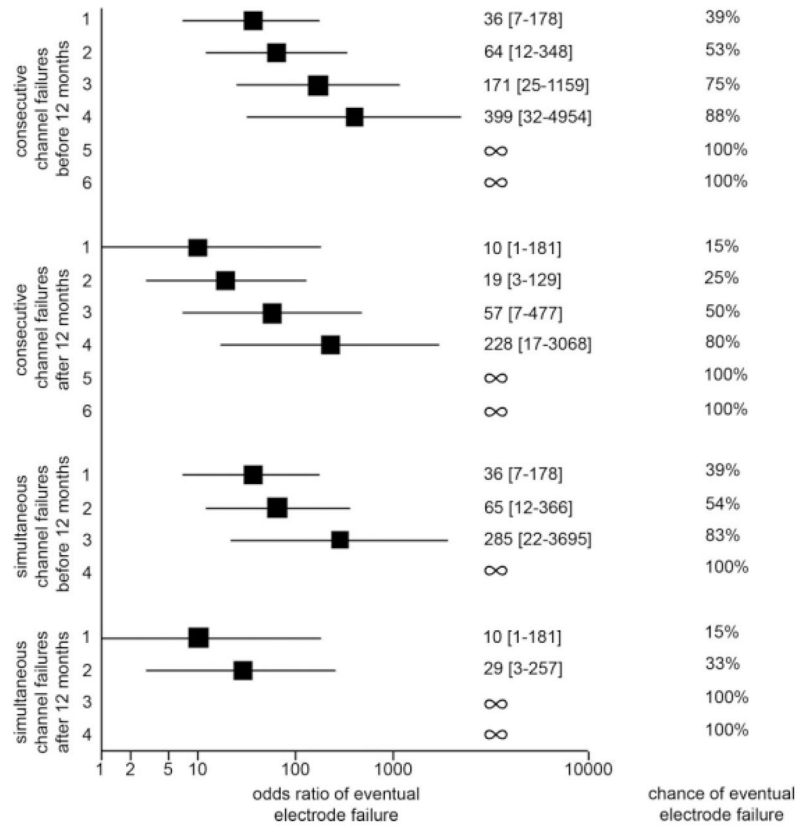 consecutive
channel failures
before 12 months
1 36 [7-178] 39%
2 64 [12-348] 53%
3 171 [25-1159] 75%
4 399 [32-4954] 88%
5 ∞ 100%
6 ∞ 100%
consecutive
channel failures
after 12 months
1 10 [1-181] 15%
2 19 [3-129] 25%
3 57 [7-477] 50%
4 228 [17-3068] 80%
5 ∞ 100%
6 ∞ 100%
simultaneous
channel failures
before 12 months
1 36 [7-178] 39%
2 65 [12-366] 54%
3 285 [22-3695] 83%
4 ∞ 100%
simultaneous
channel failures
after 12 months
1 10 [1-181] 15%
2 29 [3-257] 33%
3 ∞ 100%
4 ∞ 100%
1 2 5 10 100 1000 10000
odds ratio of eventual
electrode failure
chance of eventual
electrode failure